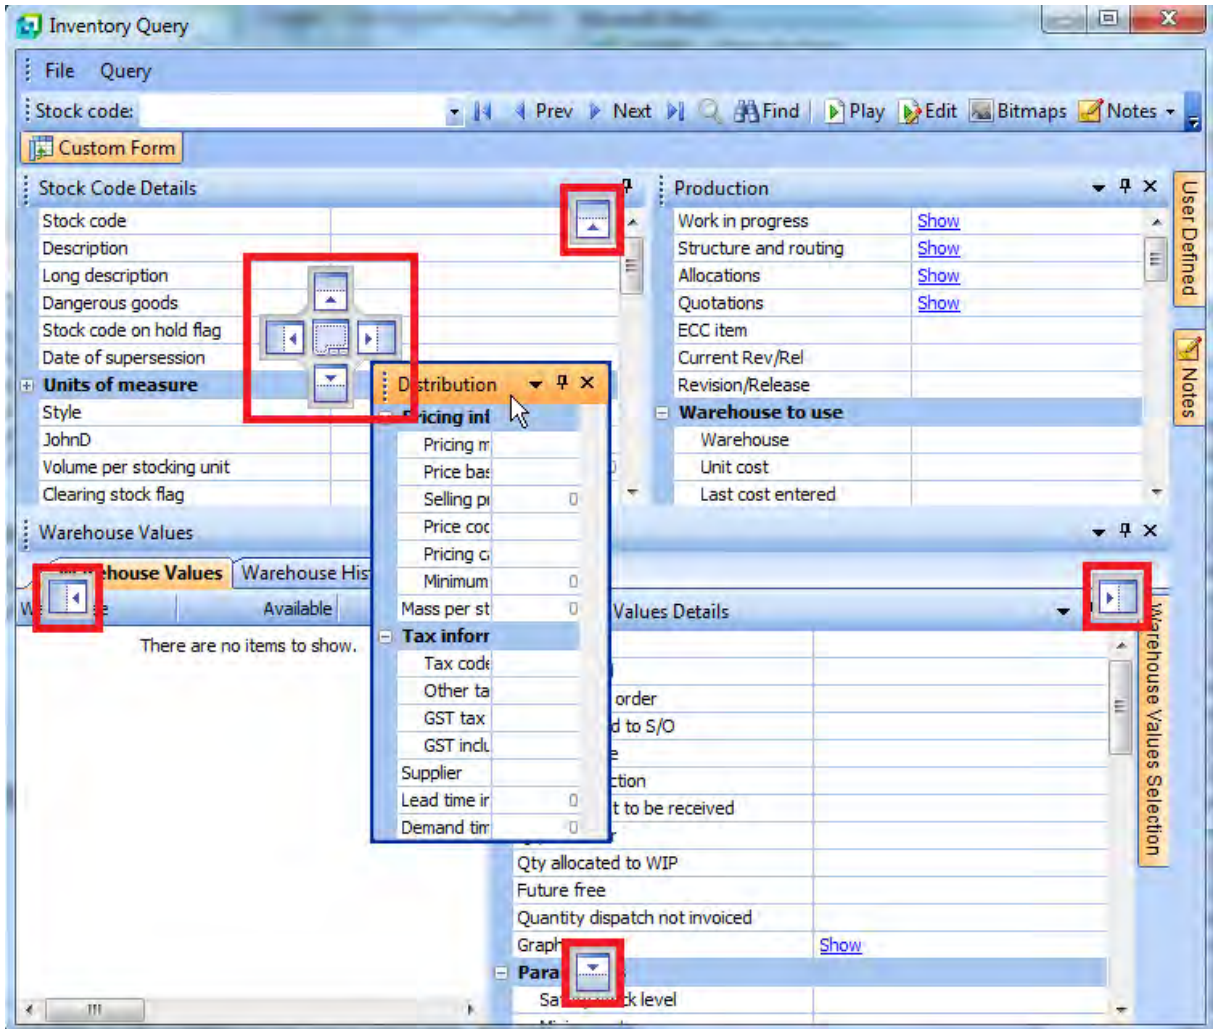 Inventory Query
File Query
Stock code: Prev Next Find Play Edit Bitmaps Notes
Custom Form
Stock Code Details
Stock code
Description
Long description
Dangerous goods
Stock code on hold flag
Date of supersession
Units of measure
Style
JohnD
Volume per stocking unit
Clearing stock flag
Production
Work in progress Show
Structure and routing Show
Allocations Show
Quotations Show
ECC item
Current Rev/Rel
Revision/Release
Warehouse to use
Warehouse
Unit cost
Last cost entered
User Defined
Notes
Distribution
Pricing inf
Pricing m
Price bas
Selling pr 0
Price cod
Pricing ca
Minimum 0
Mass per st 0
Tax inforr
Tax code
Other ta
GST tax
GST inclu
Supplier
Lead time ir 0
Demand tim 0
Warehouse Values
house Values Warehouse His
Available
There are no items to show.
Values Details
order
d to S/O
ction
t to be received
Qty allocated to WIP
Future free
Quantity dispatch not invoiced
Graph Show
Para
Sa ck level
Warehouse Values Selection